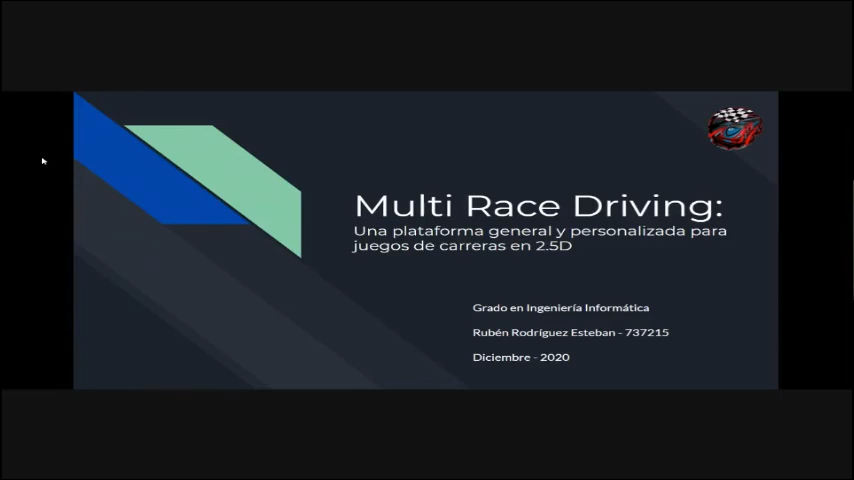 Multi Race Driving:
Una plataforma general y personalizada para
juegos de carreras en 2.5D
Grado en Ingeniería Informática
Rubén Rodríguez Esteban - 737215
Diciembre - 2020